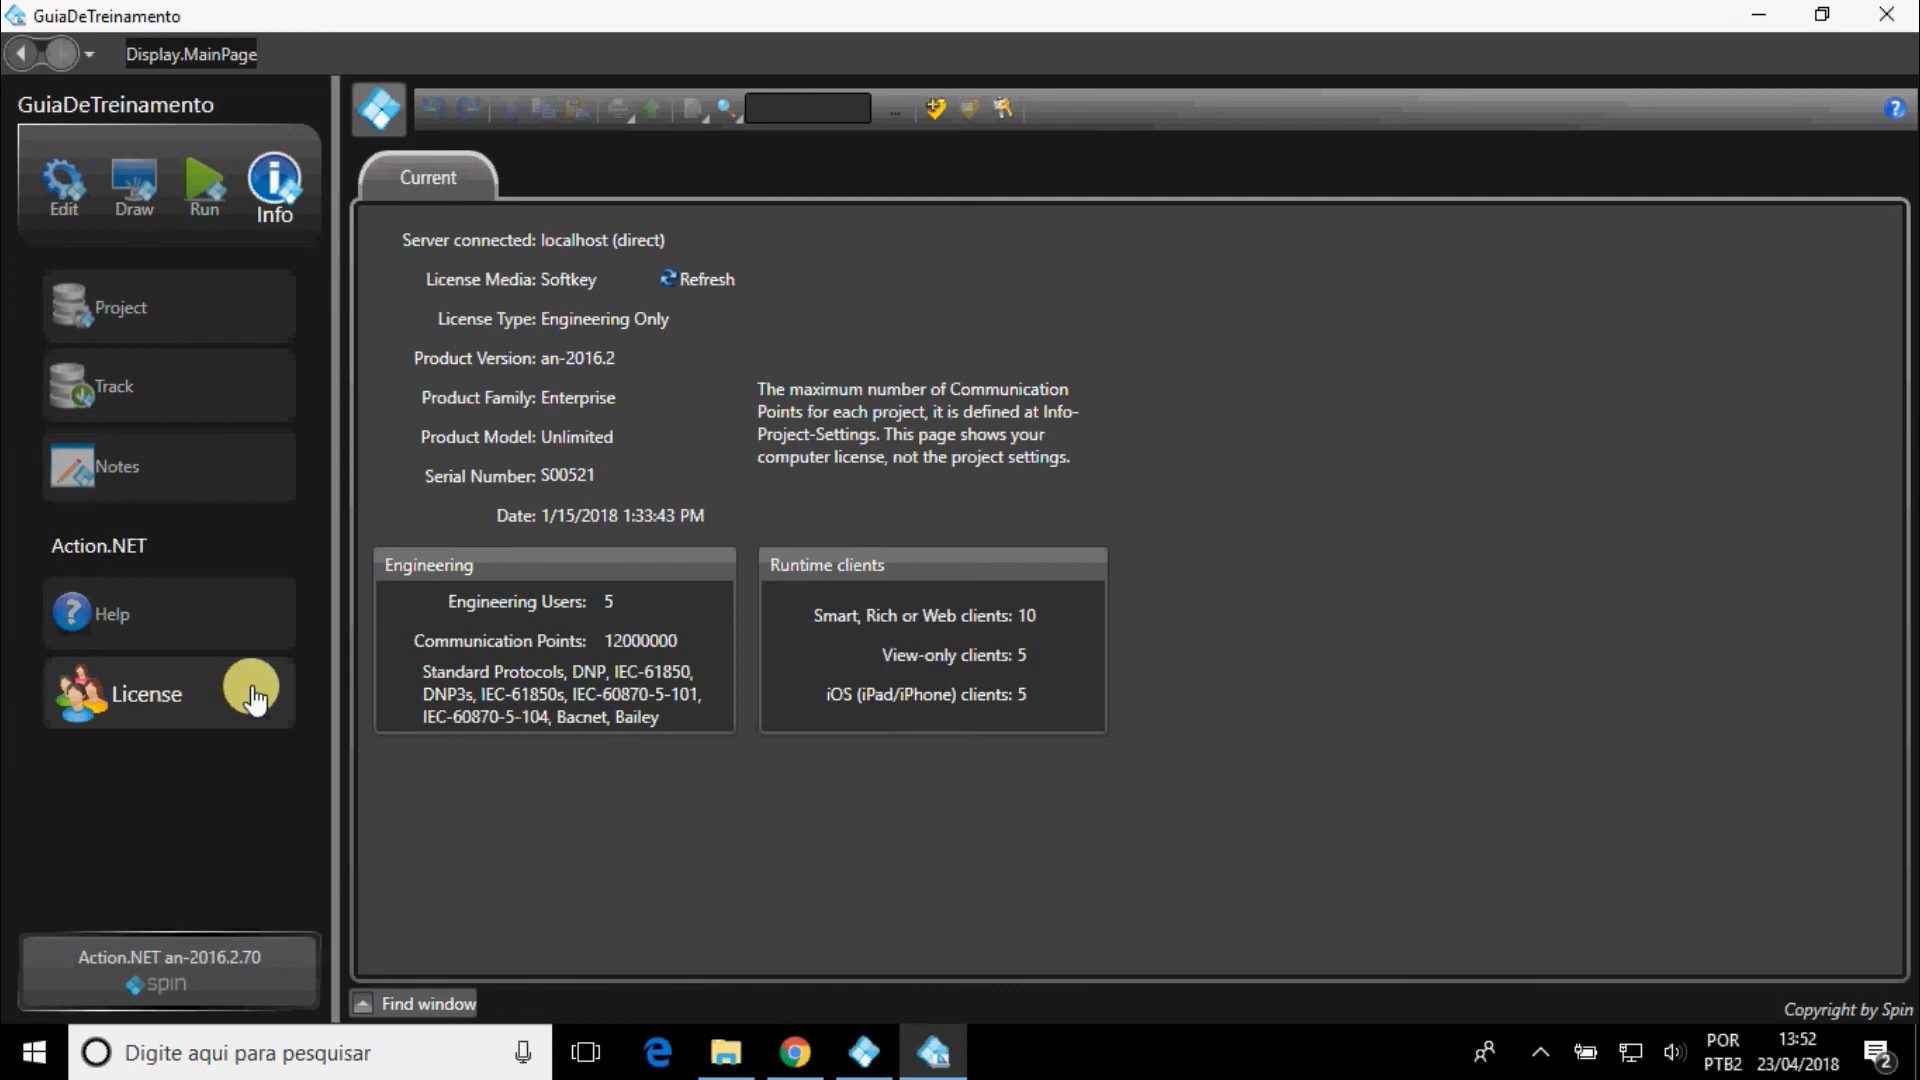 GuiaDeTreinamento
Display.MainPage
GuiaDeTreinamento
Edit
Draw
Run
Info
Project
Track
Notes
Action.NET
Help
License
Action.NET an-2016.2.70
spin
...
Current
Server connected: localhost (direct)
License Media: Softkey
Refresh
License Type: Engineering Only
Product Version: an-2016.2
Product Family: Enterprise
Product Model: Unlimited
Serial Number: S00521
Date: 1/15/2018 1:33:43 PM
The maximum number of Communication
Points for each project, it is defined at Info-
Project-Settings. This page shows your
computer license, not the project settings.
Engineering
Engineering Users: 5
Communication Points: 12000000
Standard Protocols, DNP, IEC-61850,
DNP3s, IEC-61850s, IEC-60870-5-101,
IEC-60870-5-104, Bacnet, Bailey
Runtime clients
Smart, Rich or Web clients: 10
View-only clients: 5
iOS (iPad/iPhone) clients: 5
Find window
Copyright by Spin
Digite aqui para pesquisar
POR
PTB2
13:52
23/04/2018
2